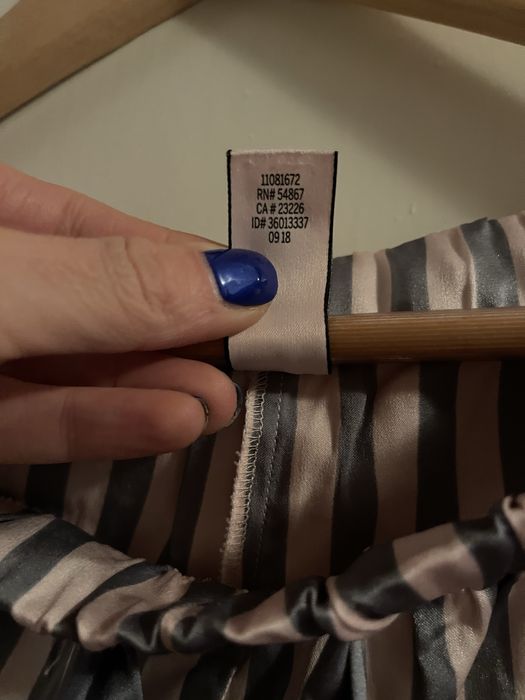 11081672
RN# 54867
CA # 23226
ID# 36013337
09 18